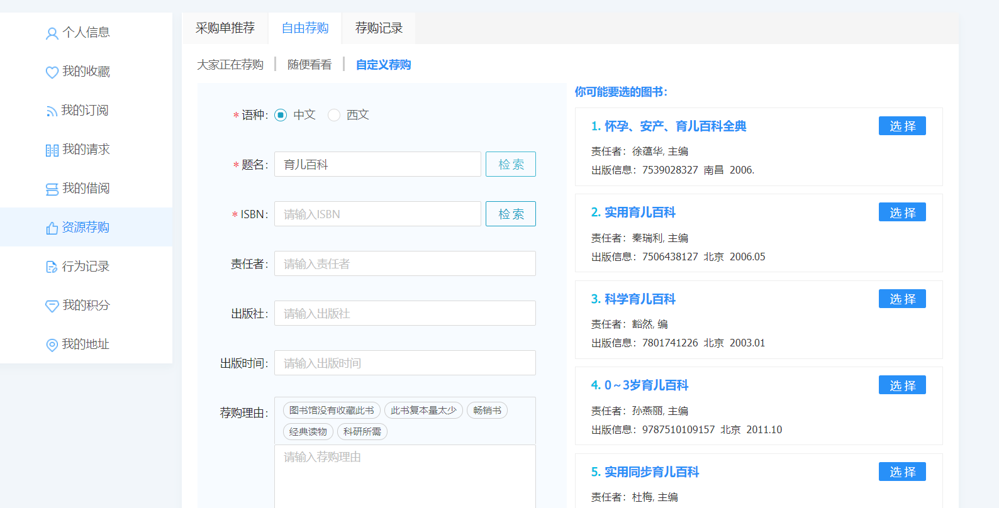 个人信息
我的收藏
我的订阅
我的请求
我的借阅
资源荐购
行为记录
我的积分
我的地址
采购单推荐 自由荐购 荐购记录
大家正在荐购 随便看看 自定义荐购
*语种: 中文 西文
*题名: 育儿百科 检索
*ISBN: 请输入ISBN 检索
责任者: 请输入责任者
出版社: 请输入出版社
出版时间: 请输入出版时间
荐购理由: 图书馆没有收藏此书 此书复本量太少 畅销书
经典读物 科研所需
请输入荐购理由
你可能要选的图书:
1. 怀孕、安产、育儿百科全典 选择
责任者: 徐蕴华, 主编
出版信息: 7539028327 南昌 2006.
2. 实用育儿百科 选择
责任者: 秦瑞利, 主编
出版信息: 7506438127 北京 2006.05
3. 科学育儿百科 选择
责任者: 豁然, 编
出版信息: 7801741226 北京 2003.01
4. 0～3岁育儿百科 选择
责任者: 孙燕丽, 主编
出版信息: 9787510109157 北京 2011.10
5. 实用同步育儿百科 选择
责任者: 杜梅, 主编